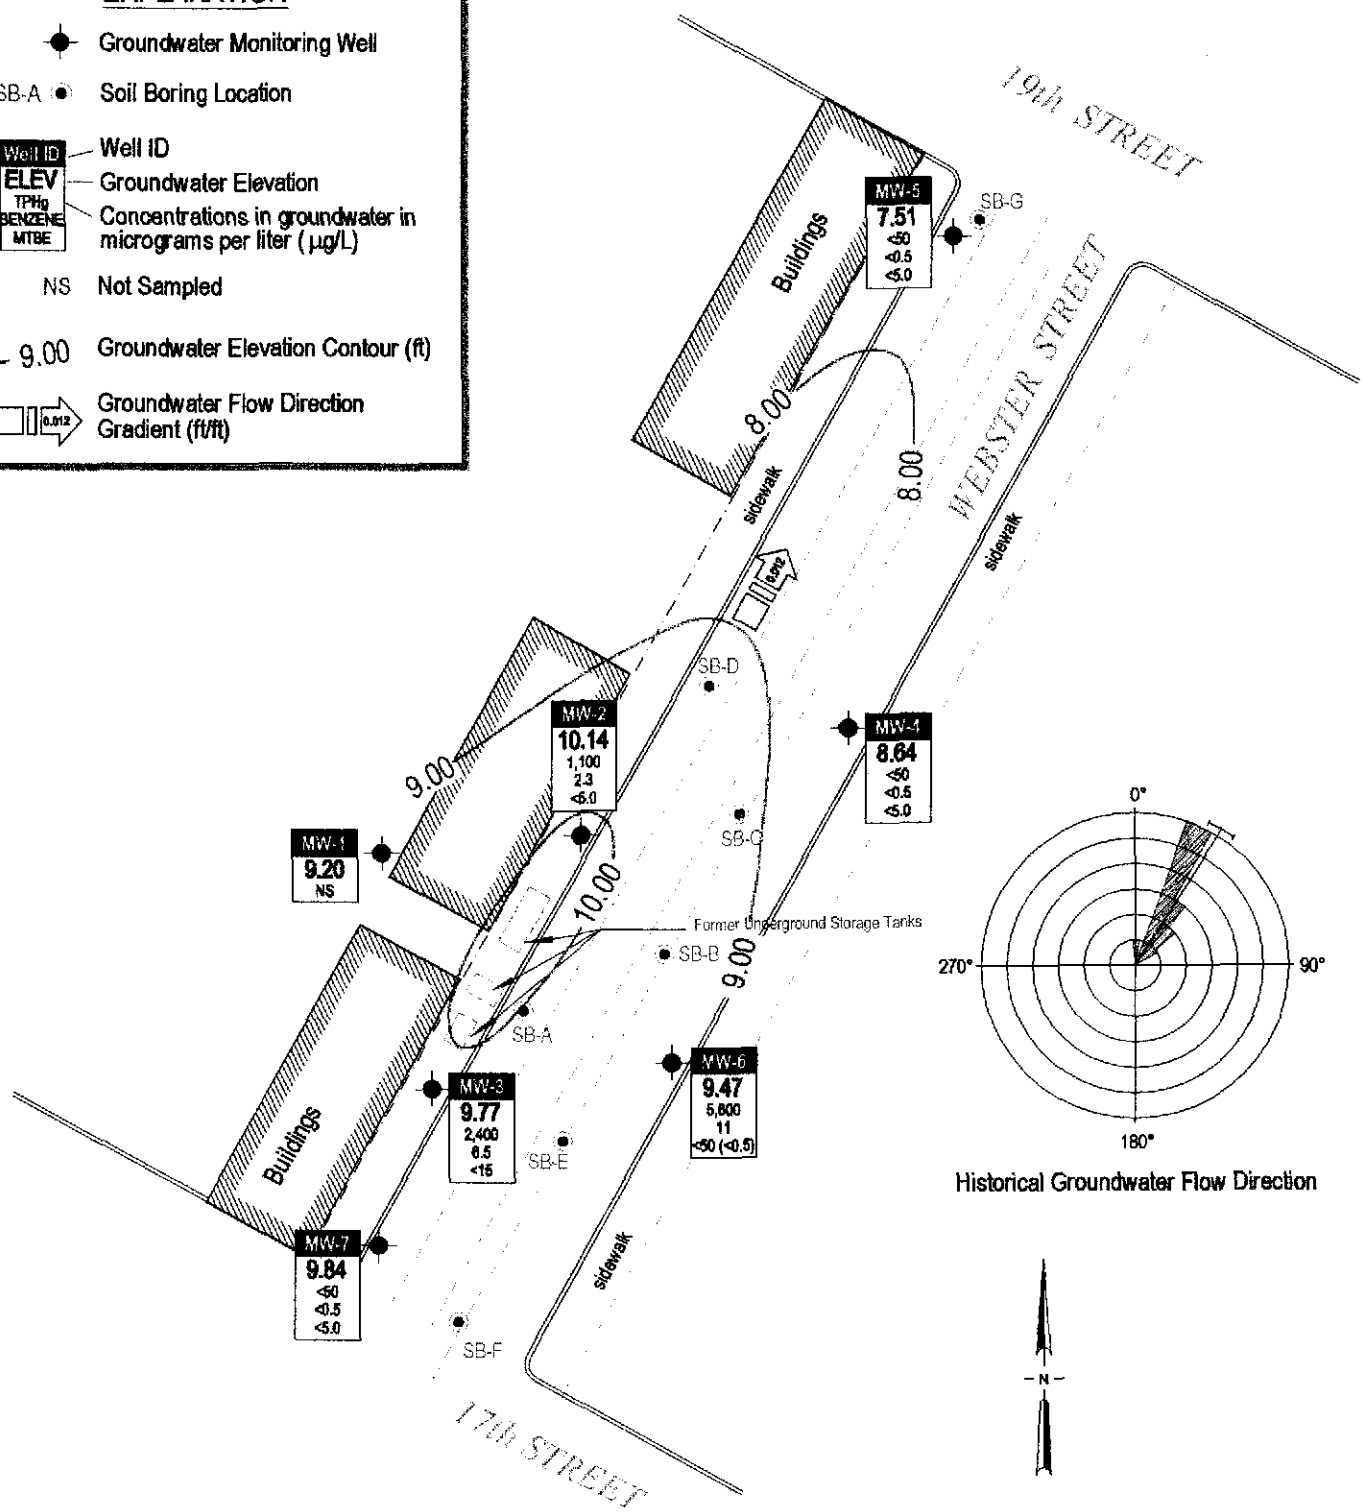 Groundwater Monitoring Well
SB-A
Soil Boring Location
Well ID
ELEV
TPHg
BENZENE
MTBE
Well ID
Groundwater Elevation
Concentrations in groundwater in
micrograms per liter (µg/L)
NS Not Sampled
9.00 Groundwater Elevation Contour (ft)
0.012
Groundwater Flow Direction
Gradient (ft/ft)
19th STREET
WEBSTER STREET
Buildings
MW-5
7.51
<50
<0.5
<5.0
SB-G
8.00
8.00
sidewalk
sidewalk
0.012
SB-D
MW-2
10.14
1,100
2.3
<5.0
9.00
MW-4
8.64
<50
<0.5
<5.0
SB-C
MW-1
9.20
NS
10.00
Former Underground Storage Tanks
SB-B
9.00
SB-A
MW-3
9.77
2,400
6.5
<15
MW-6
9.47
5,600
11
<50 (<0.5)
SB-E
Buildings
MW-7
9.84
<50
<0.5
<5.0
SB-F
sidewalk
17th STREET
0°
90°
180°
270°
Historical Groundwater Flow Direction
N